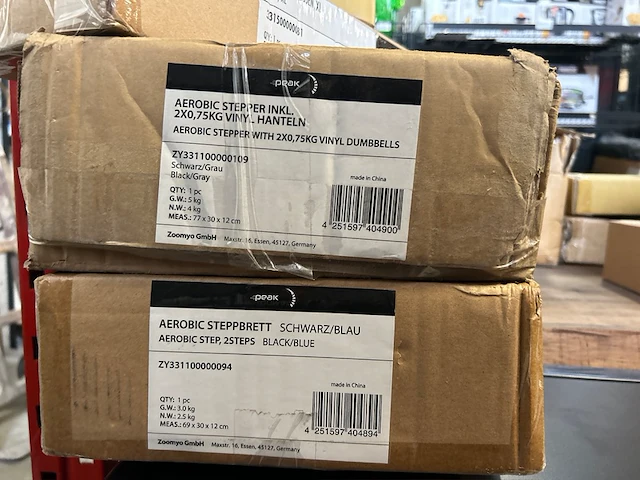 23150000081
peak
AEROBIC STEPPER INKL.
2X0,75KG VINYL HANTELN
AEROBIC STEPPER WITH 2X0,75KG VINYL DUMBBELLS
ZY331100000109
Schwarz/Grau
Black/Gray
made in China
QTY: 1 pc
G.W.: 5 kg
N.W.: 4 kg
MEAS.: 77 x 30 x 12 cm
4 251597 404900
Zoomyo GmbH Maxstr. 16, Essen, 45127, Germany
peak
AEROBIC STEPPBRETT SCHWARZ/BLAU
AEROBIC STEP, 2STEPS BLACK/BLUE
ZY331100000094
made in China
QTY: 1 pc
G.W.: 3.0 kg
N.W.: 2.5 kg
MEAS.: 69 x 30 x 12 cm
4 251597 404894
Zoomyo GmbH Maxstr. 16, Essen, 45127, Germany